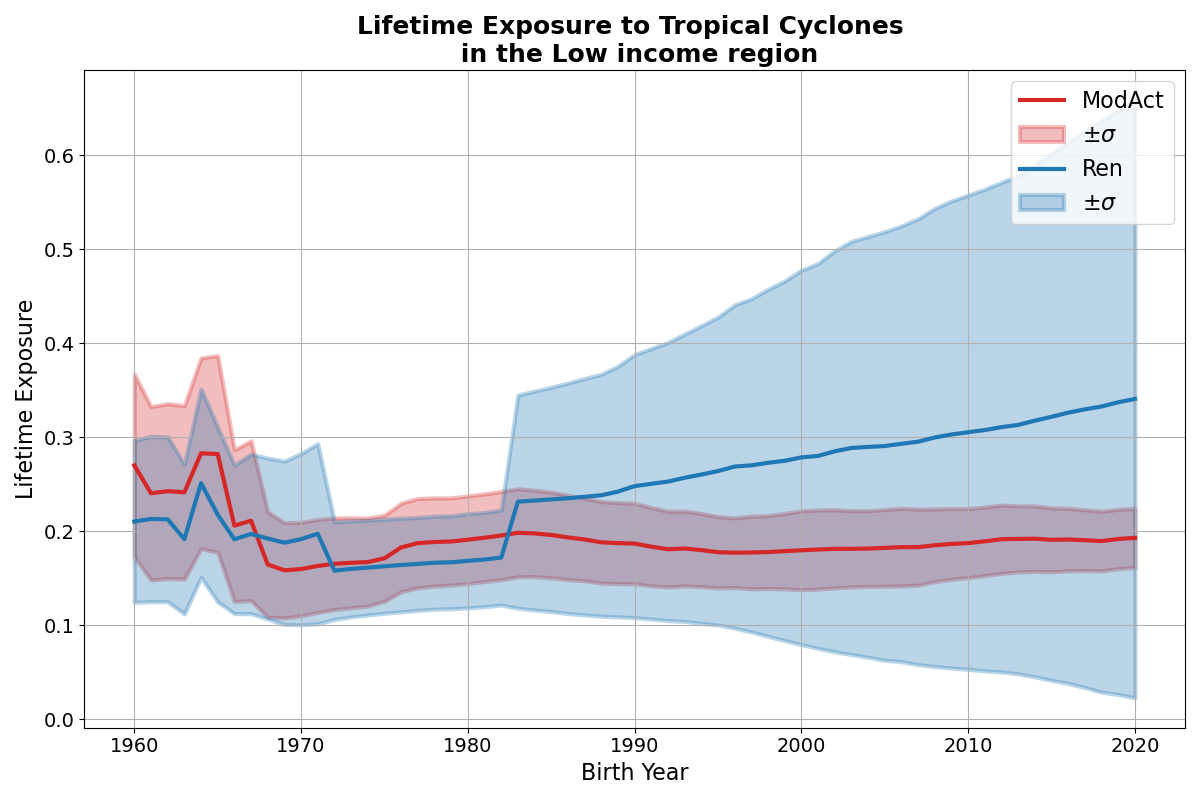 Lifetime Exposure to Tropical Cyclones
in the Low income region
ModAct
±σ
Ren
±σ
Lifetime Exposure
0.6
0.5
0.4
0.3
0.2
0.1
0.0
1960 1970 1980 1990 2000 2010 2020
Birth Year